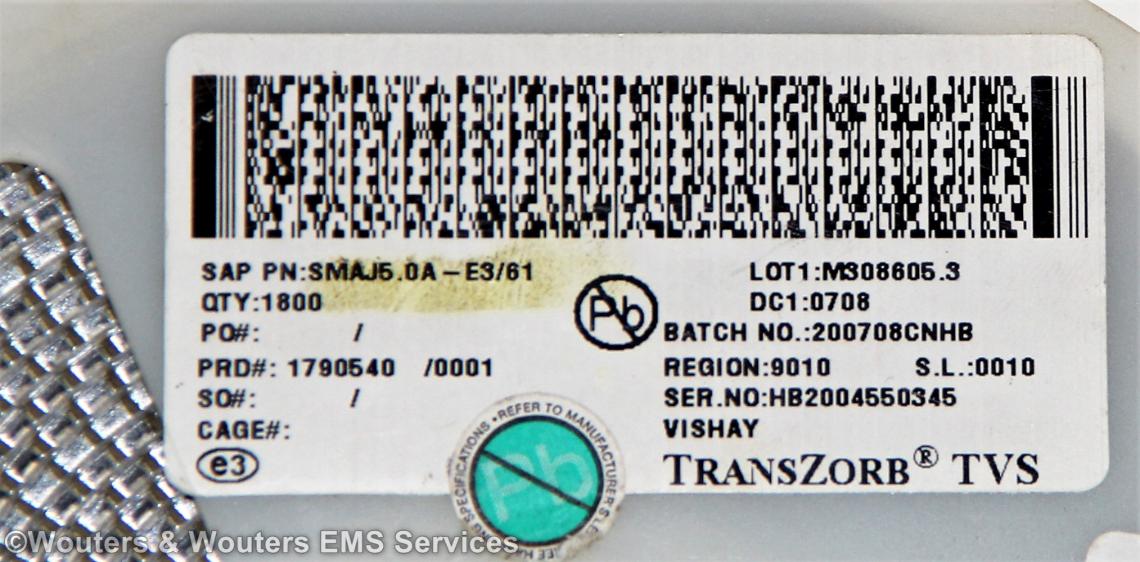 SAP PN:SMAJ5.0A-E3/61
QTY:1800
PO#: /
PRD#: 1790540 /0001
SO#: /
CAGE#:
e3
Pb
LOT1:M308605.3
DC1:0708
BATCH NO.:200708CNHB
REGION:9010 S.L.:0010
SER.NO:HB2004550345
VISHAY
TRANSZORB® TVS
•REFER TO MANUFACTURER'S
SPECIFICATIONS
Pb
©Wouters & Wouters EMS Services